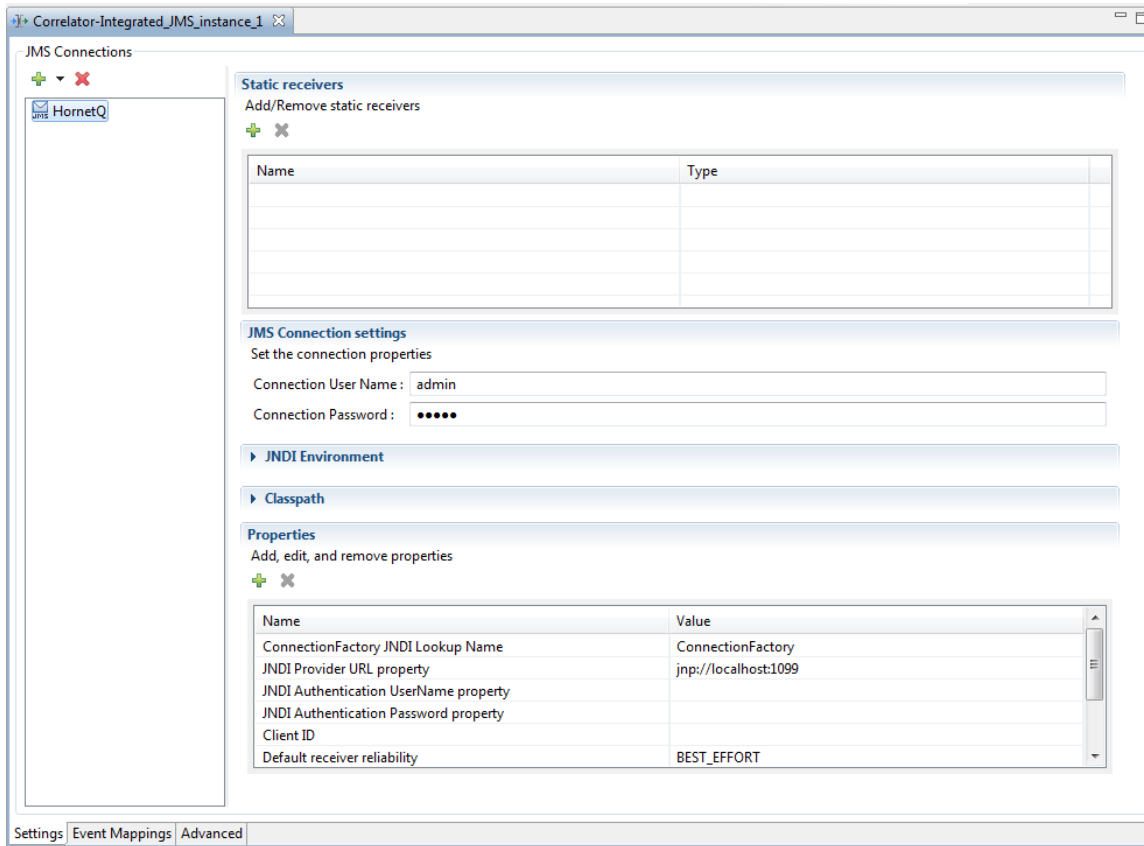 Correlator-Integrated_JMS_instance_1
JMS Connections
JMS HornetQ
Static receivers
Add/Remove static receivers
Name Type
JMS Connection settings
Set the connection properties
Connection User Name : admin
Connection Password : ●●●●●
JNDI Environment
Classpath
Properties
Add, edit, and remove properties
Name Value
ConnectionFactory JNDI Lookup Name ConnectionFactory
JNDI Provider URL property jnp://localhost:1099
JNDI Authentication UserName property
JNDI Authentication Password property
Client ID
Default receiver reliability BEST_EFFORT
Settings Event Mappings Advanced